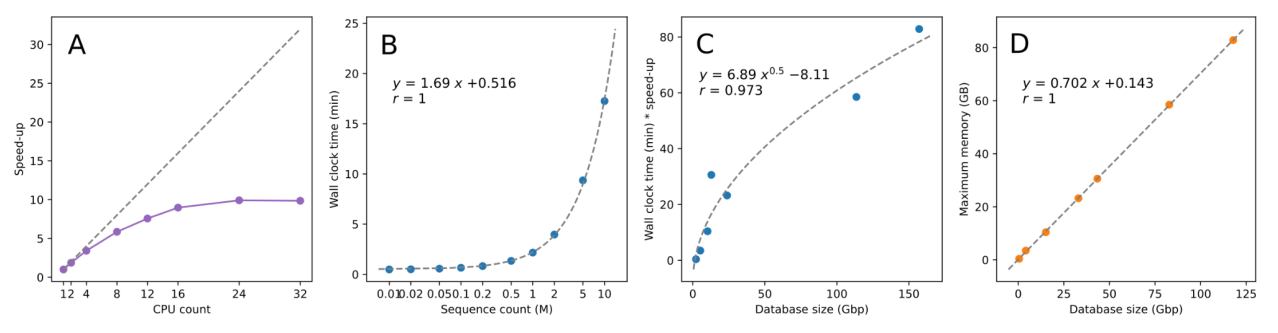 A
Speed-up
30
25
20
15
10
5
0
1 2 4 8 12 16 24 32
CPU count
B
y = 1.69 x +0.516
r = 1
Wall clock time (min)
25
20
15
10
5
0
0.01 0.02 0.05 0.1 0.2 0.5 1 2 5 10
Sequence count (M)
C
y = 6.89 x^0.5 −8.11
r = 0.973
Wall clock time (min) * speed-up
80
60
40
20
0
0 50 100 150
Database size (Gbp)
D
y = 0.702 x +0.143
r = 1
Maximum memory (GB)
80
60
40
20
0
0 25 50 75 100 125
Database size (Gbp)